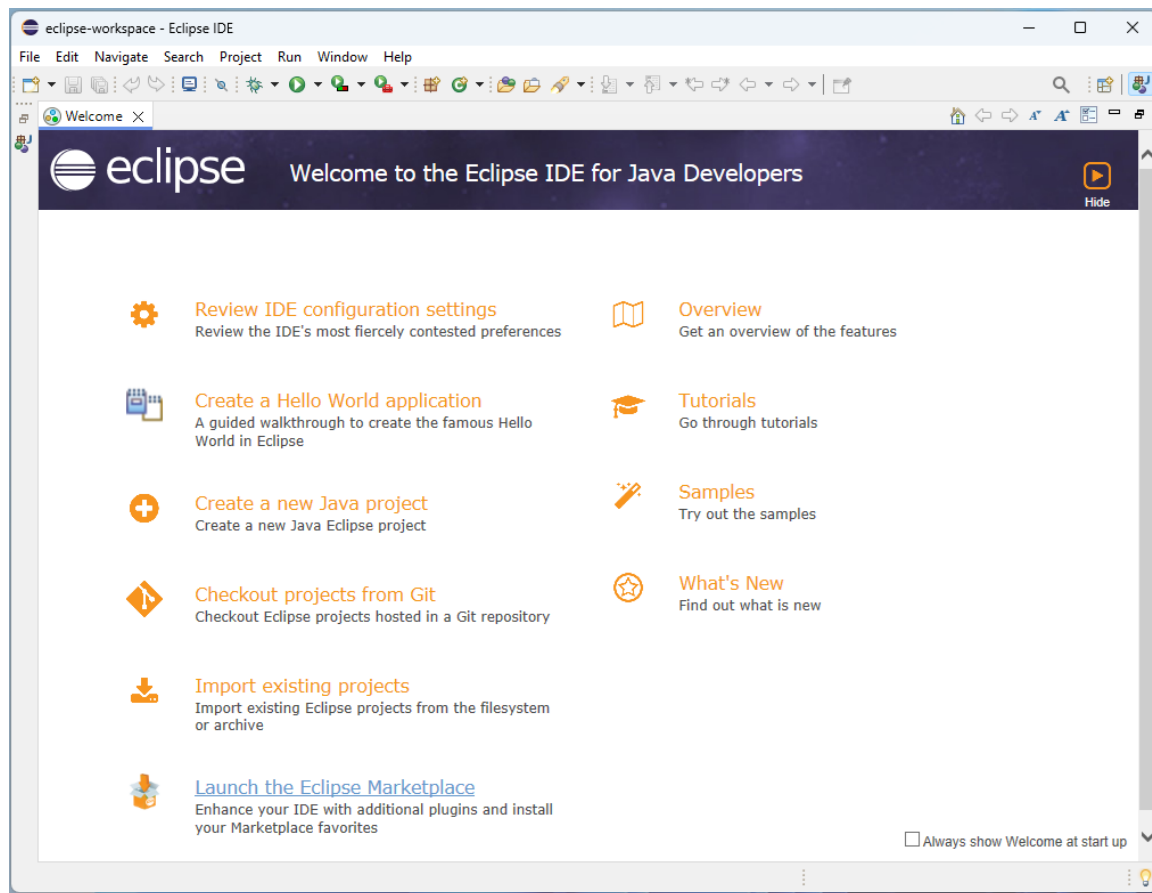 eclipse-workspace - Eclipse IDE
File Edit Navigate Search Project Run Window Help
Welcome
eclipse
Welcome to the Eclipse IDE for Java Developers
Hide
Review IDE configuration settings
Review the IDE's most fiercely contested preferences
Create a Hello World application
A guided walkthrough to create the famous Hello
World in Eclipse
Create a new Java project
Create a new Java Eclipse project
Checkout projects from Git
Checkout Eclipse projects hosted in a Git repository
Import existing projects
Import existing Eclipse projects from the filesystem
or archive
Launch the Eclipse Marketplace
Enhance your IDE with additional plugins and install
your Marketplace favorites
Overview
Get an overview of the features
Tutorials
Go through tutorials
Samples
Try out the samples
What's New
Find out what is new
Always show Welcome at start up